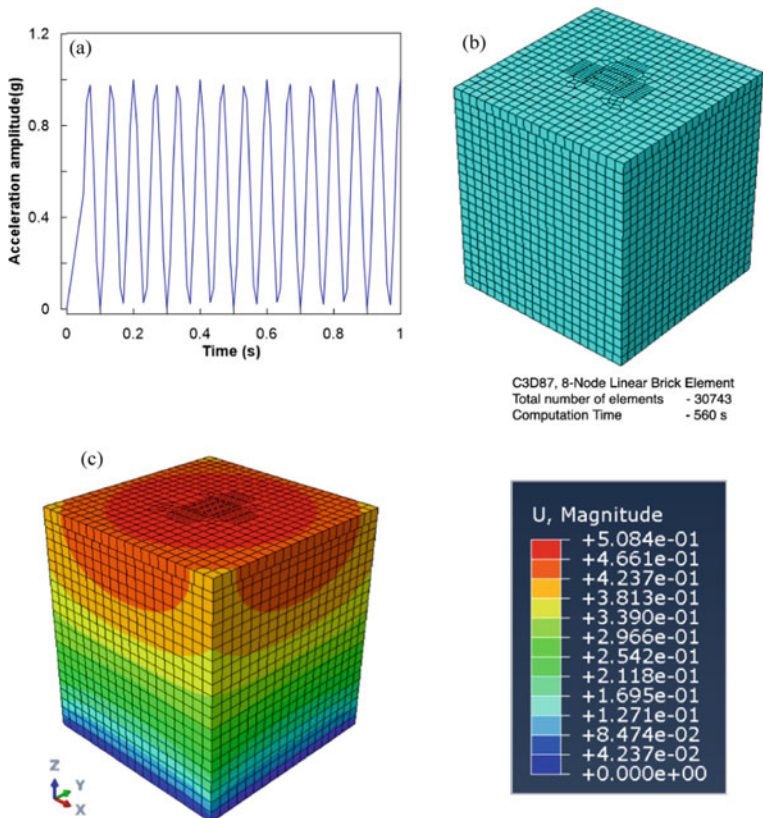 (a)
1.2
0.8
0.4
0
Acceleration amplitude(g)
0 0.2 0.4 0.6 0.8 1
Time (s)
(b)
C3D87, 8-Node Linear Brick Element
Total number of elements - 30743
Computation Time - 560 s
(c)
Z
Y
X
U, Magnitude
+5.084e-01
+4.661e-01
+4.237e-01
+3.813e-01
+3.390e-01
+2.966e-01
+2.542e-01
+2.118e-01
+1.695e-01
+1.271e-01
+8.474e-02
+4.237e-02
+0.000e+00